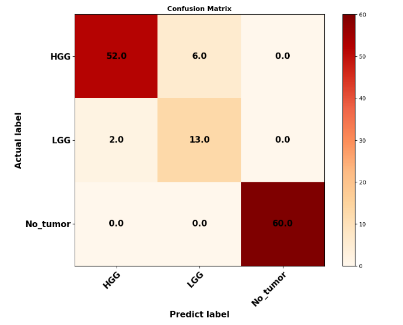 Confusion Matrix
HGG 52.0 6.0 0.0
LGG 2.0 13.0 0.0
No_tumor 0.0 0.0 60.0
HGG LGG No_tumor
Predict label
Actual label
60
50
40
30
20
10
0